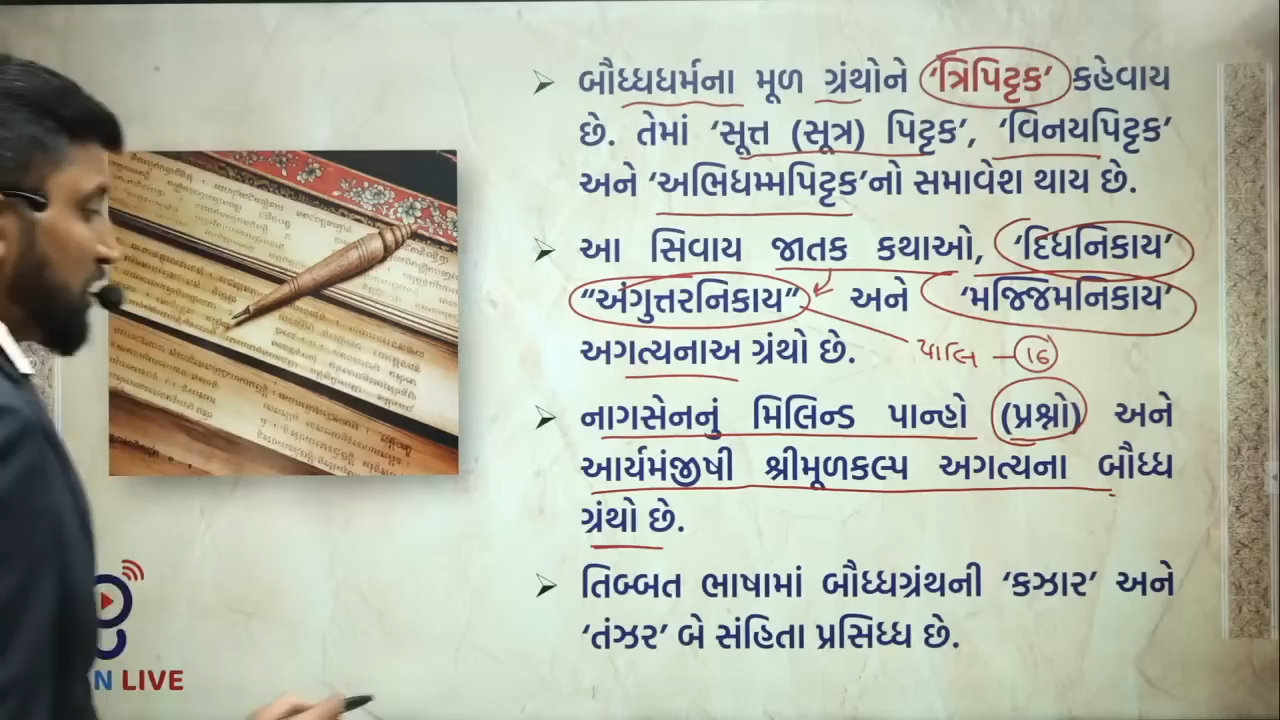 બૌધ્ધધર્મના મૂળ ગ્રંથોને ‘ત્રિપિટ્ટક’ કહેવાય
છે. તેમાં ‘સૂત્ત (સૂત્ર) પિટ્ટક’, ‘વિનયપિટ્ટક’
અને ‘અભિધમ્મપિટ્ટક’નો સમાવેશ થાય છે.
આ સિવાય જાતક કથાઓ, ‘દિઘનિકાય’
“અંગુત્તરનિકાય” અને ‘મજ્જિમનિકાય’
અગત્યનાઅ ગ્રંથો છે.
પાલિ – 16
નાગસેનનું મિલિન્ડ પાન્હો (પ્રશ્નો) અને
આર્યમંજીષી શ્રીમૂળકલ્પ અગત્યના બૌધ્ધ
ગ્રંથો છે.
તિબ્બત ભાષામાં બૌધ્ધગ્રંથની ‘કઝાર’ અને
‘તંઝર’ બે સંહિતા પ્રસિધ્ધ છે.
N LIVE